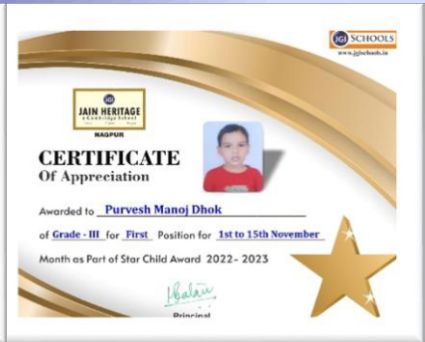 JGI SCHOOLS
www.jgischools.in
JGI
JAIN HERITAGE
a Cambridge School
NAGPUR
CERTIFICATE
Of Appreciation
Awarded to Purvesh Manoj Dhok
of Grade - III for First Position for 1st to 15th November
Month as Part of Star Child Award 2022- 2023
Principal